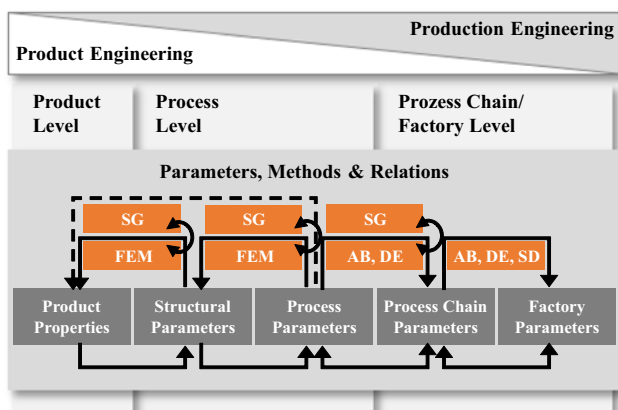 Production Engineering
Product Engineering
Product
Level
Process
Level
Prozess Chain/
Factory Level
Parameters, Methods & Relations
SG
SG
SG
FEM
FEM
AB, DE
AB, DE, SD
Product
Properties
Structural
Parameters
Process
Parameters
Process Chain
Parameters
Factory
Parameters